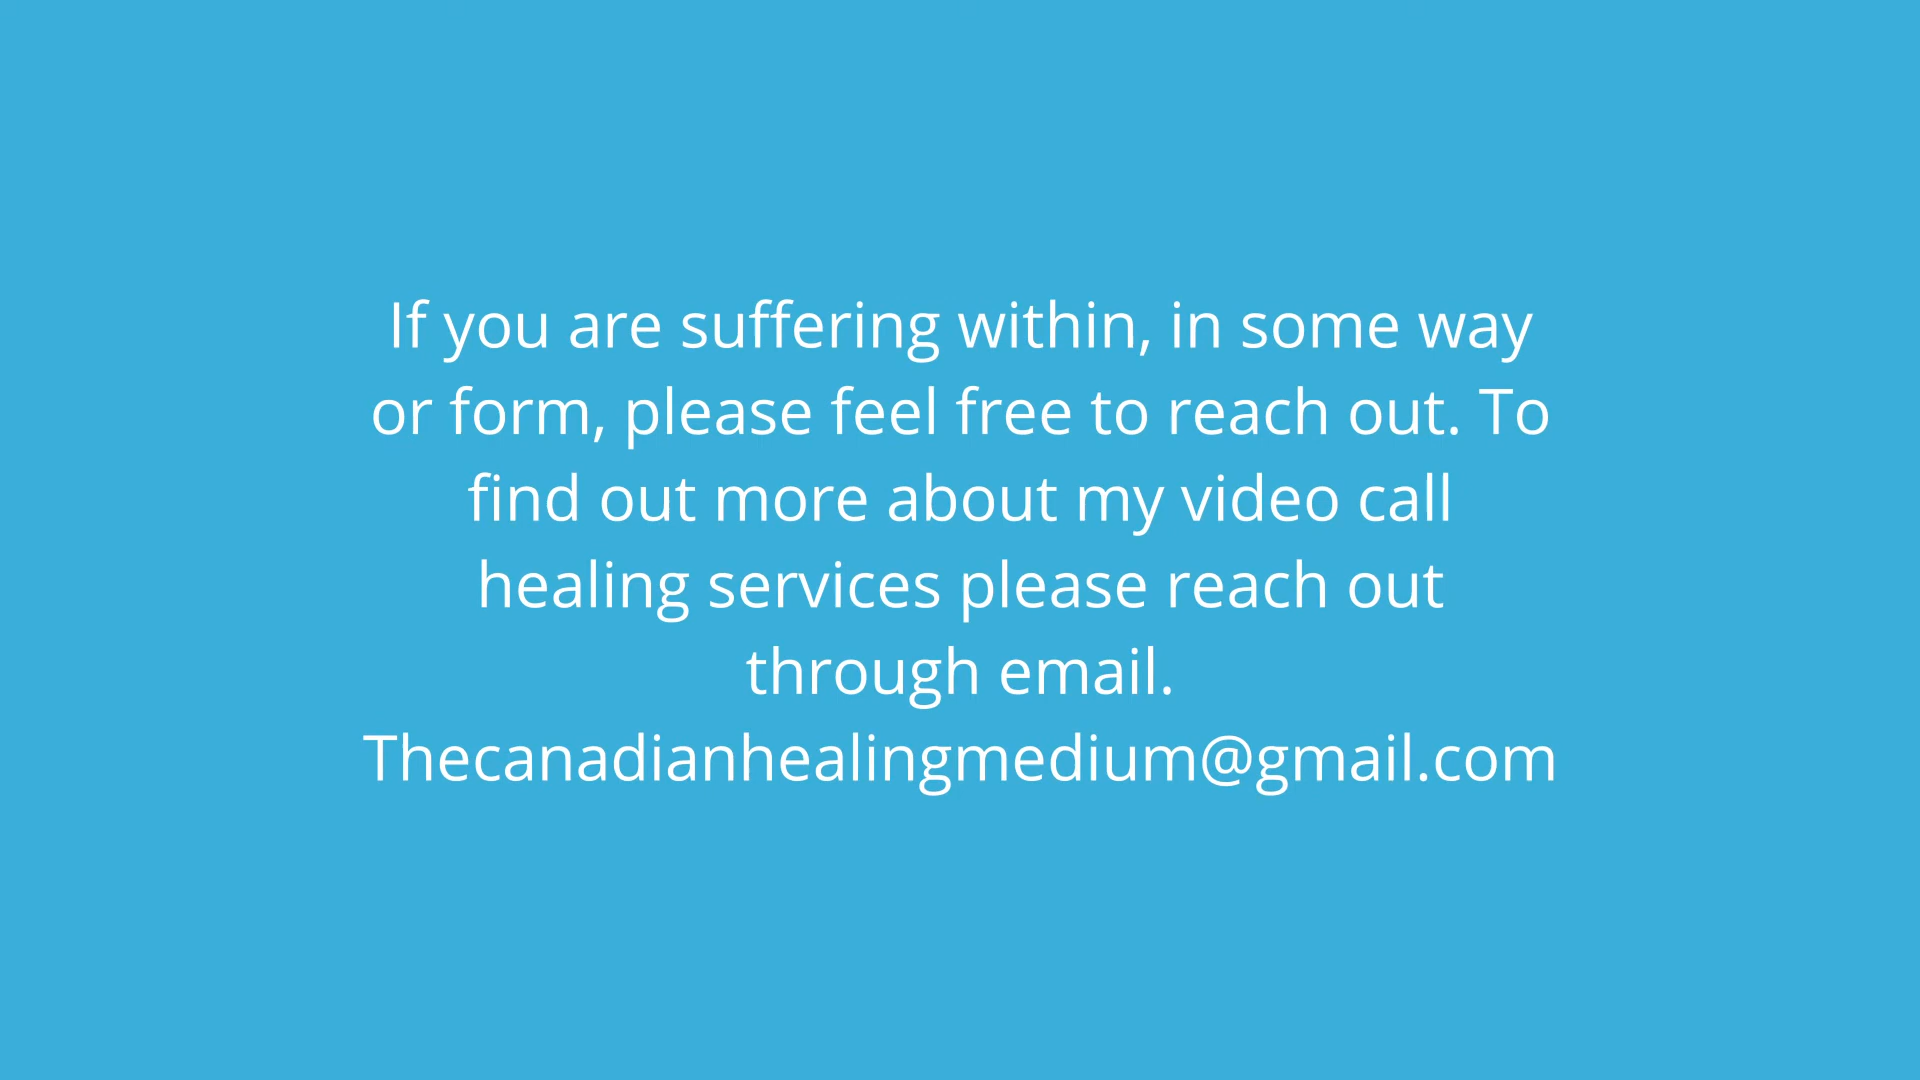 If you are suffering within, in some way
or form, please feel free to reach out. To
find out more about my video call
healing services please reach out
through email.
Thecanadianhealingmedium@gmail.com